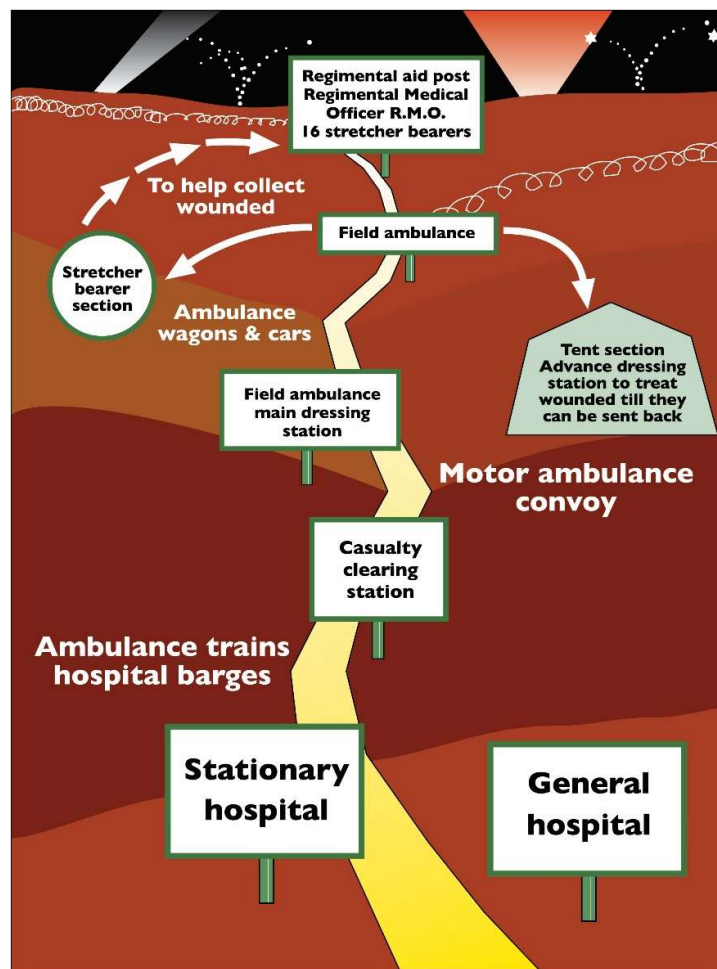 Regimental aid post
Regimental Medical
Officer R.M.O.
16 stretcher bearers
To help collect
wounded
Field ambulance
Stretcher
bearer
section
Ambulance
wagons & cars
Tent section
Advance dressing
station to treat
wounded till they
can be sent back
Field ambulance
main dressing
station
Motor ambulance
convoy
Casualty
clearing
station
Ambulance trains
hospital barges
Stationary
hospital
General
hospital